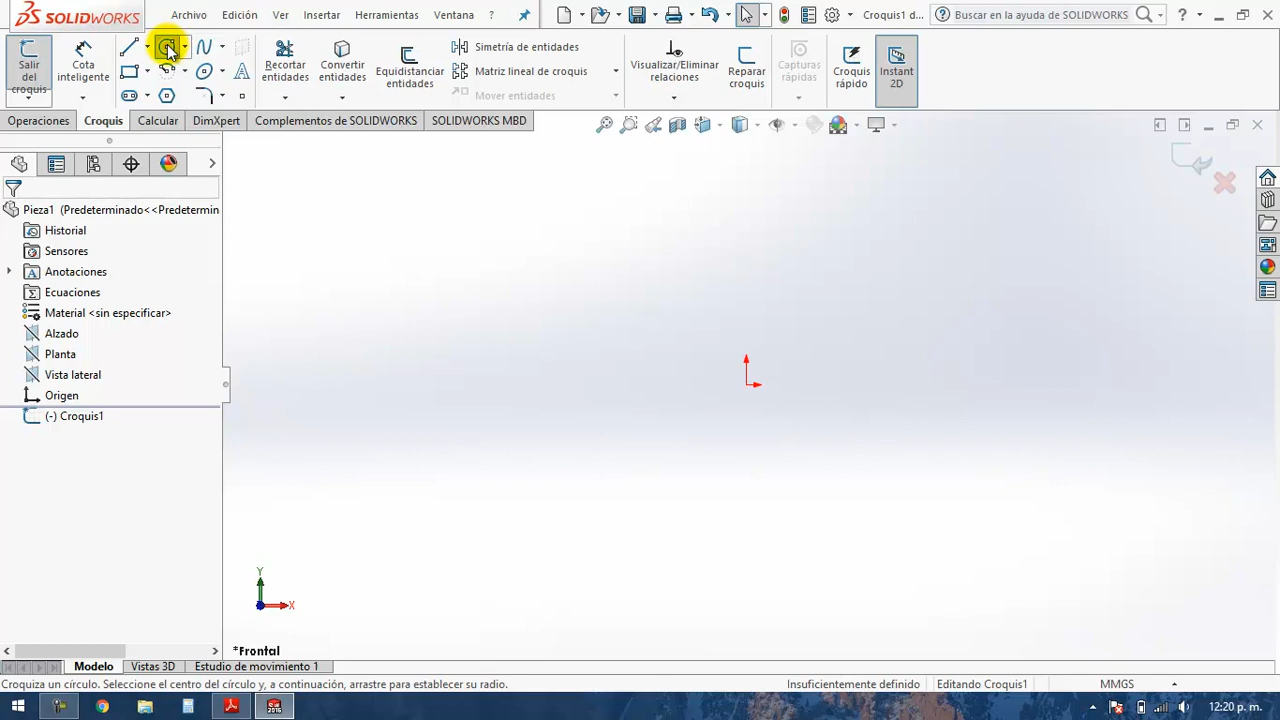 SOLIDWORKS
Archivo Edición Ver Insertar Herramientas Ventana ?
Croquis1 d...
Buscar en la ayuda de SOLIDWORKS
?
Salir del croquis
Cota inteligente
Recortar entidades
Convertir entidades
Equidistanciar entidades
Simetría de entidades
Matriz lineal de croquis
Mover entidades
Visualizar/Eliminar relaciones
Reparar croquis
Capturas rápidas
Croquis rápido
Instant 2D
Operaciones Croquis Calcular DimXpert Complementos de SOLIDWORKS SOLIDWORKS MBD
Pieza1 (Predeterminado<<Predetermin
Historial
Sensores
Anotaciones
Ecuaciones
Material <sin especificar>
Alzado
Planta
Vista lateral
Origen
(-) Croquis1
Y
X
*Frontal
Modelo Vistas 3D Estudio de movimiento 1
Croquiza un círculo. Seleccione el centro del círculo y, a continuación, arrastre para establecer su radio. Insuficientemente definido Editando Croquis1 MMGS
12:20 p. m.